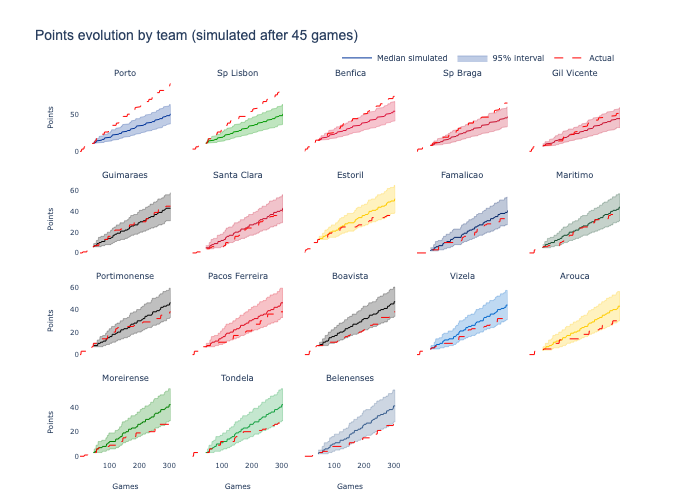 Points evolution by team (simulated after 45 games)
Median simulated 95% interval Actual
Porto Sp Lisbon Benfica Sp Braga Gil Vicente
Points
50
0
Guimaraes Santa Clara Estoril Famalicao Maritimo
Points
60
40
20
0
Portimonense Pacos Ferreira Boavista Vizela Arouca
Points
60
40
20
0
Moreirense Tondela Belenenses
Points
40
20
0
100 200 300 100 200 300 100 200 300
Games Games